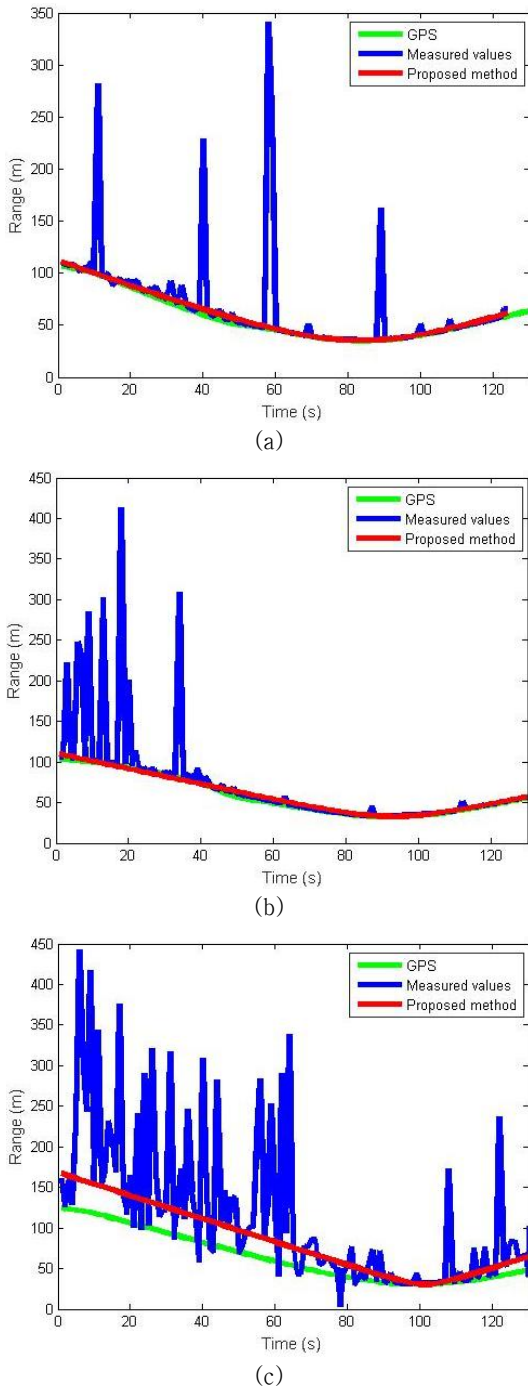 350
300
250
200
150
100
50
0
Range (m)
GPS
Measured values
Proposed method
0 20 40 60 80 100 120
Time (s)
(a)
450
400
350
300
250
200
150
100
50
0
Range (m)
GPS
Measured values
Proposed method
0 20 40 60 80 100 120
Time (s)
(b)
450
400
350
300
250
200
150
100
50
0
Range (m)
GPS
Measured values
Proposed method
0 20 40 60 80 100 120
Time (s)
(c)